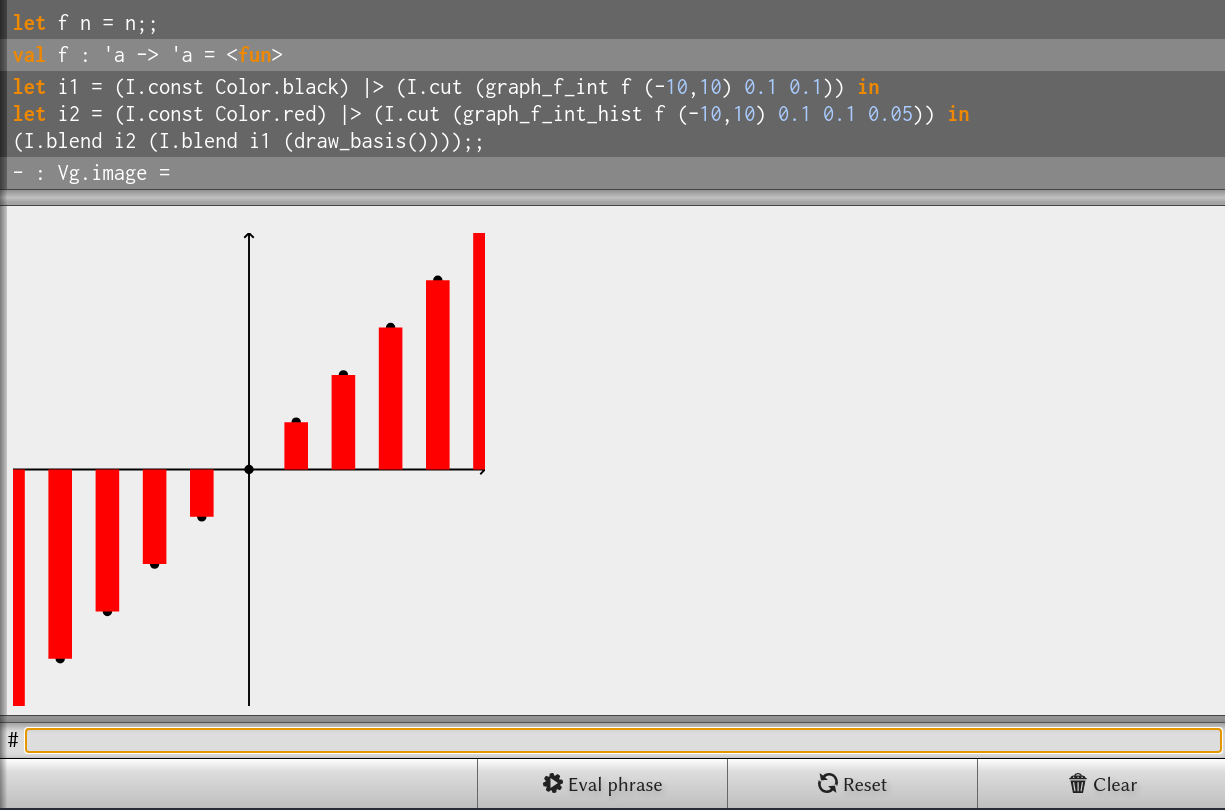 let f n = n;;
val f : 'a -> 'a = <fun>
let i1 = (I.const Color.black) |> (I.cut (graph_f_int f (-10,10) 0.1 0.1)) in
let i2 = (I.const Color.red) |> (I.cut (graph_f_int_hist f (-10,10) 0.1 0.1 0.05)) in
(I.blend i2 (I.blend i1 (draw_basis())));;
- : Vg.image =
#
Eval phrase
Reset
Clear